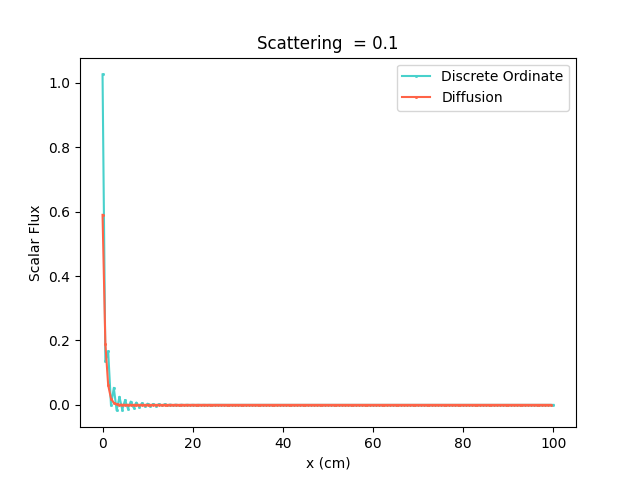 Scattering  = 0.1
Discrete Ordinate
Diffusion
1.0
0.8
0.6
0.4
0.2
0.0
Scalar Flux
0 20 40 60 80 100
x (cm)